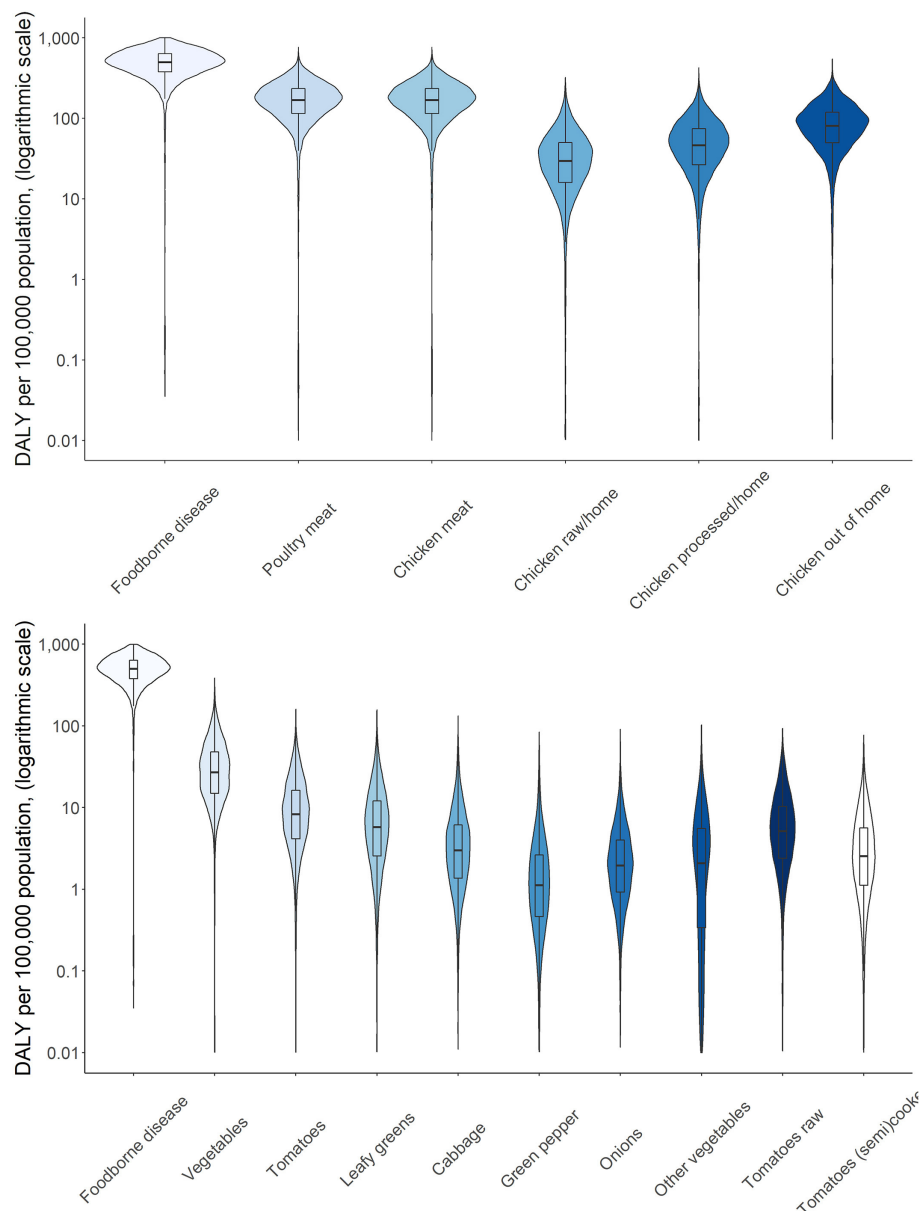 DALY per 100,000 population, (logarithmic scale)
1,000
100
10
1
0.1
0.01
Foodborne disease
Poultry meat
Chicken meat
Chicken raw/home
Chicken processed/home
Chicken out of home
DALY per 100,000 population, (logarithmic scale)
1,000
100
10
1
0.1
0.01
Foodborne disease
Vegetables
Tomatoes
Leafy greens
Cabbage
Green pepper
Onions
Other vegetables
Tomatoes raw
Tomatoes (semi)cooke